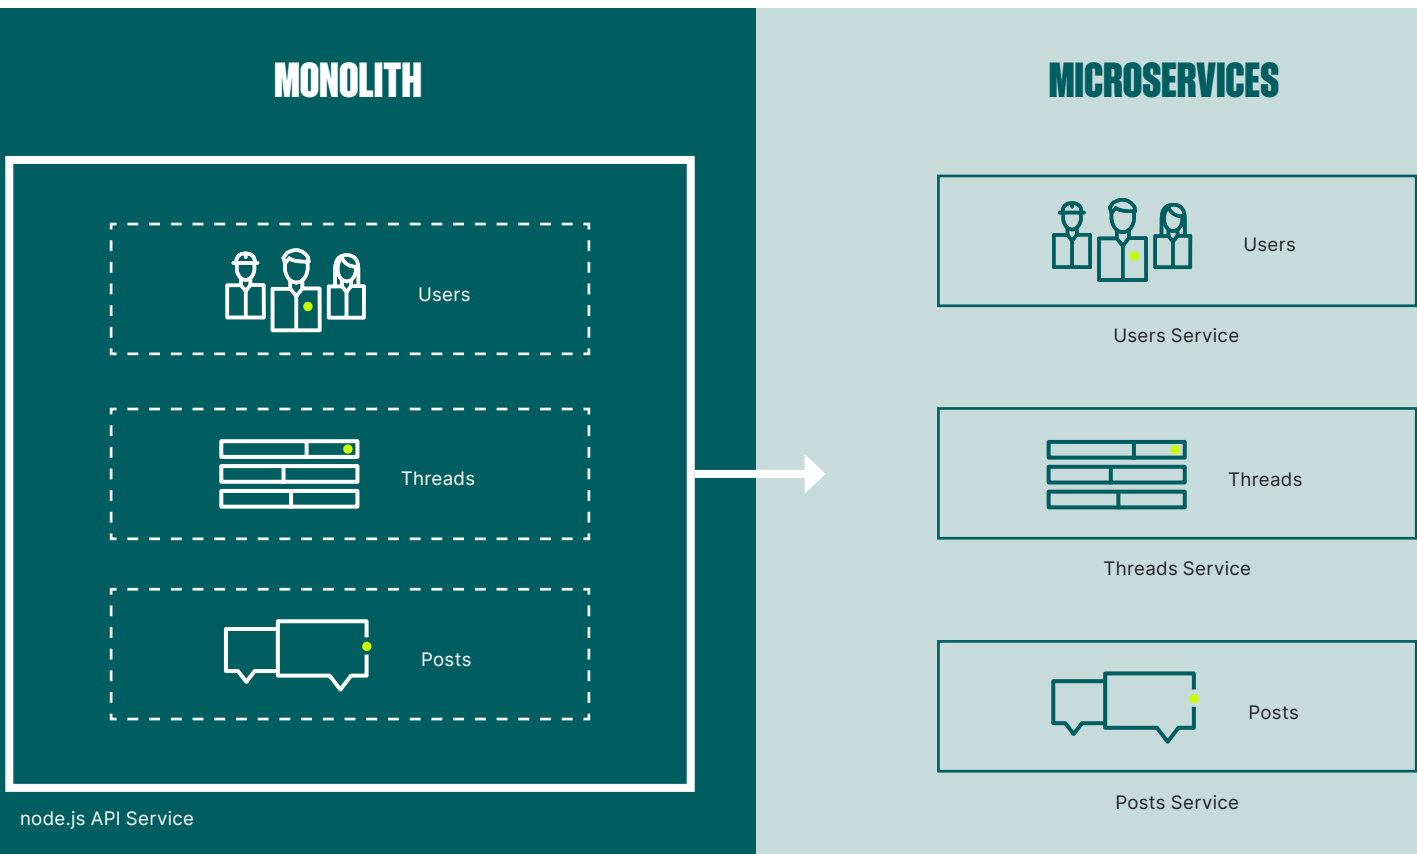 MONOLITH
Users
Threads
Posts
node.js API Service
MICROSERVICES
Users
Users Service
Threads
Threads Service
Posts
Posts Service